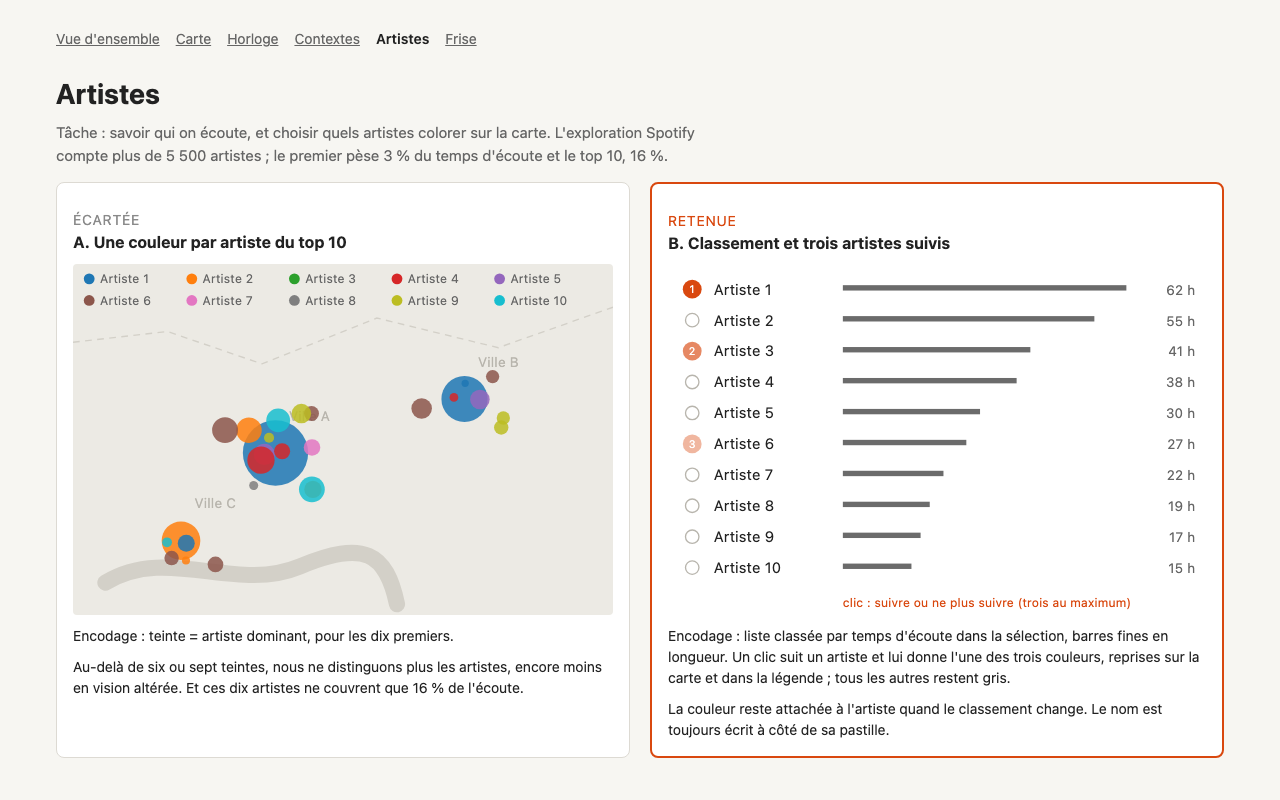 Vue d'ensemble Carte Horloge Contextes Artistes Frise
Artistes
Tâche : savoir qui on écoute, et choisir quels artistes colorer sur la carte. L'exploration Spotify
compte plus de 5 500 artistes ; le premier pèse 3 % du temps d'écoute et le top 10, 16 %.
ÉCARTÉE
A. Une couleur par artiste du top 10
Artiste 1 Artiste 2 Artiste 3 Artiste 4 Artiste 5
Artiste 6 Artiste 7 Artiste 8 Artiste 9 Artiste 10
Ville B
A
Ville C
Encodage : teinte = artiste dominant, pour les dix premiers.
Au-delà de six ou sept teintes, nous ne distinguons plus les artistes, encore moins
en vision altérée. Et ces dix artistes ne couvrent que 16 % de l'écoute.
RETENUE
B. Classement et trois artistes suivis
1 Artiste 1 62 h
Artiste 2 55 h
2 Artiste 3 41 h
Artiste 4 38 h
Artiste 5 30 h
3 Artiste 6 27 h
Artiste 7 22 h
Artiste 8 19 h
Artiste 9 17 h
Artiste 10 15 h
clic : suivre ou ne plus suivre (trois au maximum)
Encodage : liste classée par temps d'écoute dans la sélection, barres fines en
longueur. Un clic suit un artiste et lui donne l'une des trois couleurs, reprises sur la
carte et dans la légende ; tous les autres restent gris.
La couleur reste attachée à l'artiste quand le classement change. Le nom est
toujours écrit à côté de sa pastille.